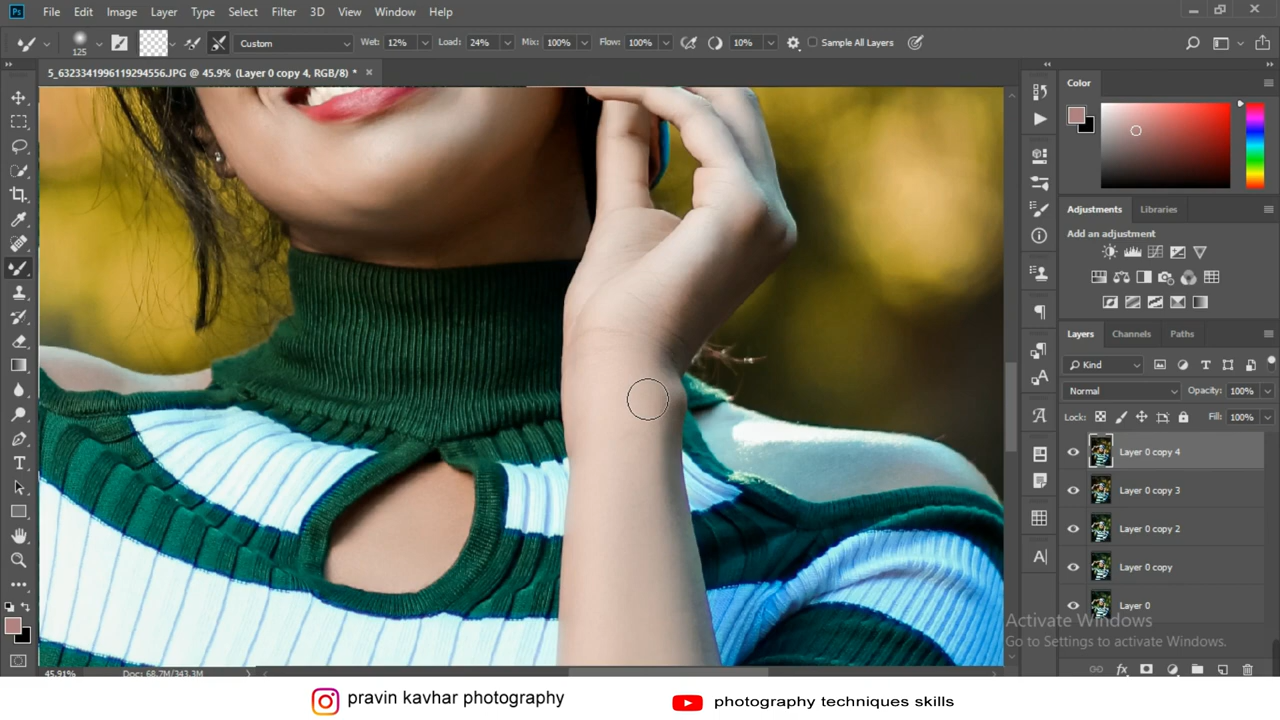 Ps File Edit Image Layer Type Select Filter 3D View Window Help
125 Custom Wet: 12% Load: 24% Mix: 100% Flow: 100% 10% Sample All Layers
5_6323341996119294556.JPG @ 45.9% (Layer 0 copy 4, RGB/8) * ×
Color
Adjustments Libraries
Add an adjustment
Layers Channels Paths
Kind
Normal Opacity: 100%
Lock: Fill: 100%
Layer 0 copy 4
Layer 0 copy 3
Layer 0 copy 2
Layer 0 copy
Layer 0
Activate Windows
Go to Settings to activate Windows.
45.91% Doc: 68.7M/343.3M
pravin kavhar photography
photography techniques skills